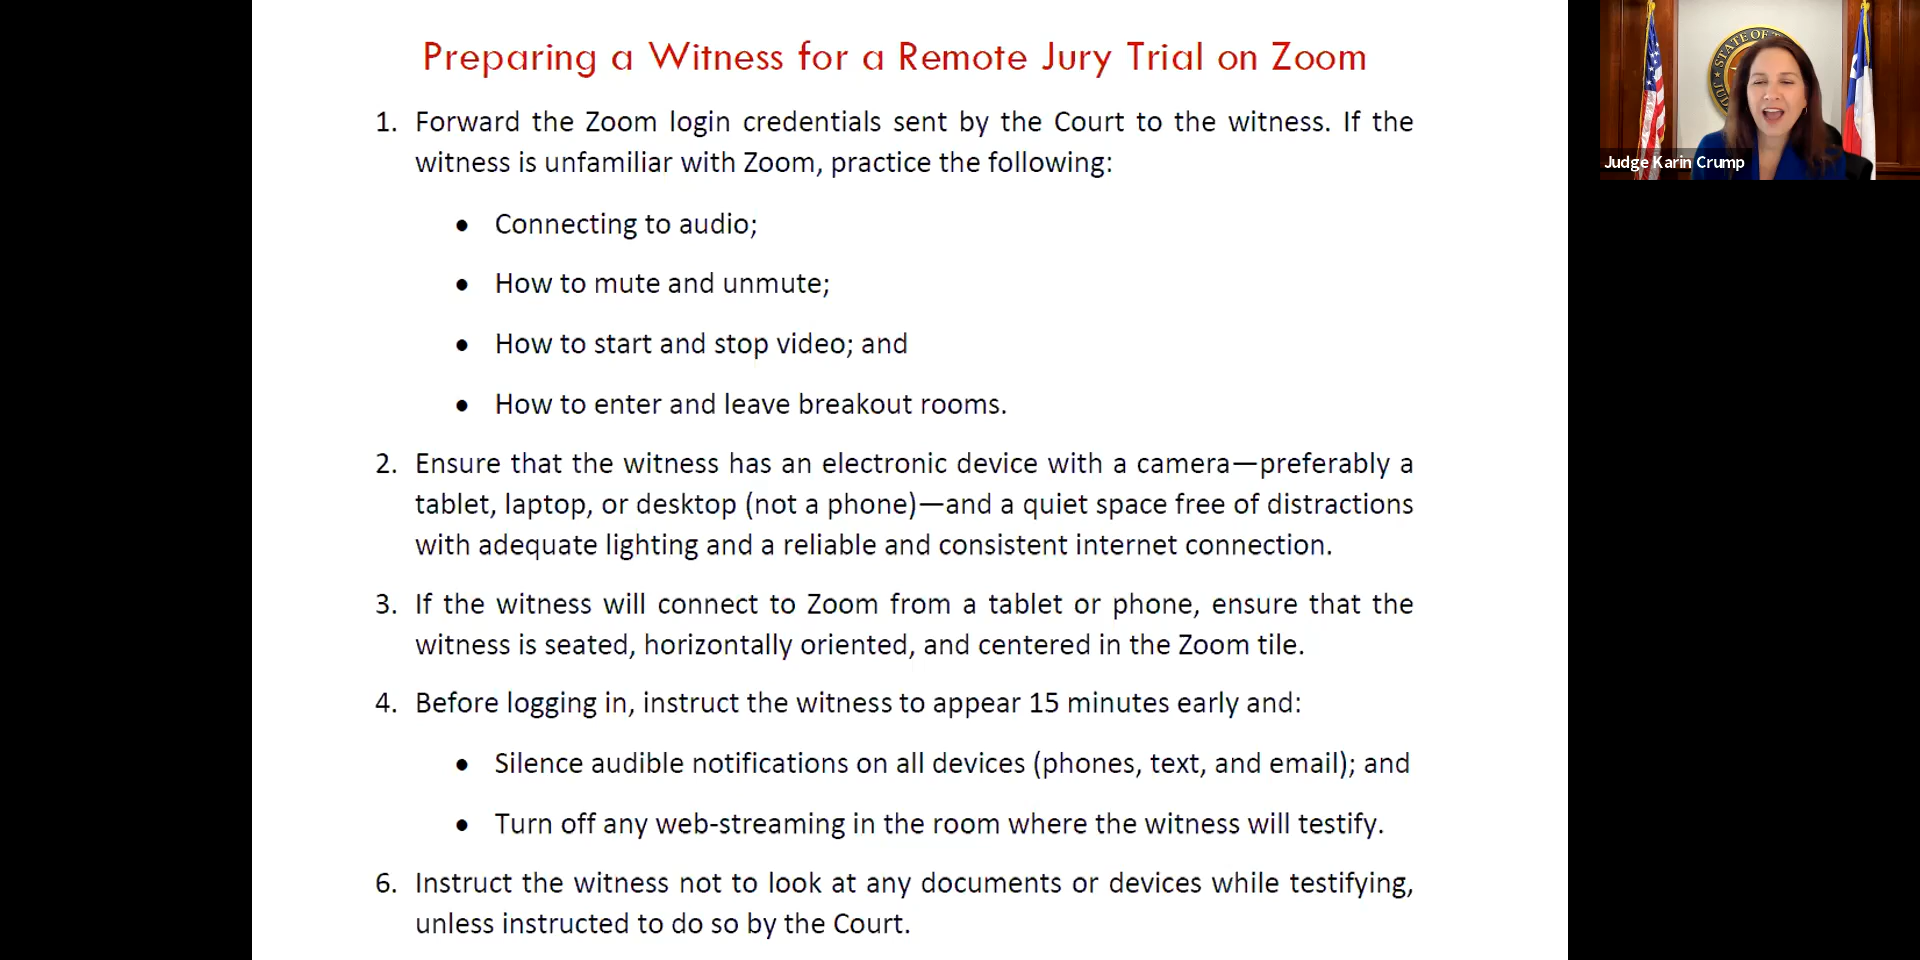 Preparing a Witness for a Remote Jury Trial on Zoom
1. Forward the Zoom login credentials sent by the Court to the witness. If the
witness is unfamiliar with Zoom, practice the following:
• Connecting to audio;
• How to mute and unmute;
• How to start and stop video; and
• How to enter and leave breakout rooms.
2. Ensure that the witness has an electronic device with a camera—preferably a
tablet, laptop, or desktop (not a phone)—and a quiet space free of distractions
with adequate lighting and a reliable and consistent internet connection.
3. If the witness will connect to Zoom from a tablet or phone, ensure that the
witness is seated, horizontally oriented, and centered in the Zoom tile.
4. Before logging in, instruct the witness to appear 15 minutes early and:
• Silence audible notifications on all devices (phones, text, and email); and
• Turn off any web-streaming in the room where the witness will testify.
6. Instruct the witness not to look at any documents or devices while testifying,
unless instructed to do so by the Court.
STATE OF
Judge Karin Crump